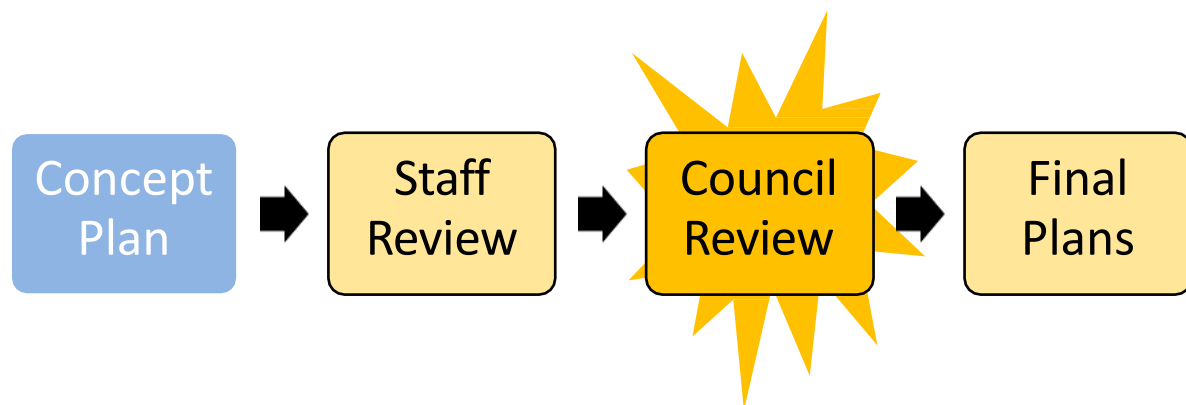 Concept
Plan
Staff
Review
Council
Review
Final
Plans